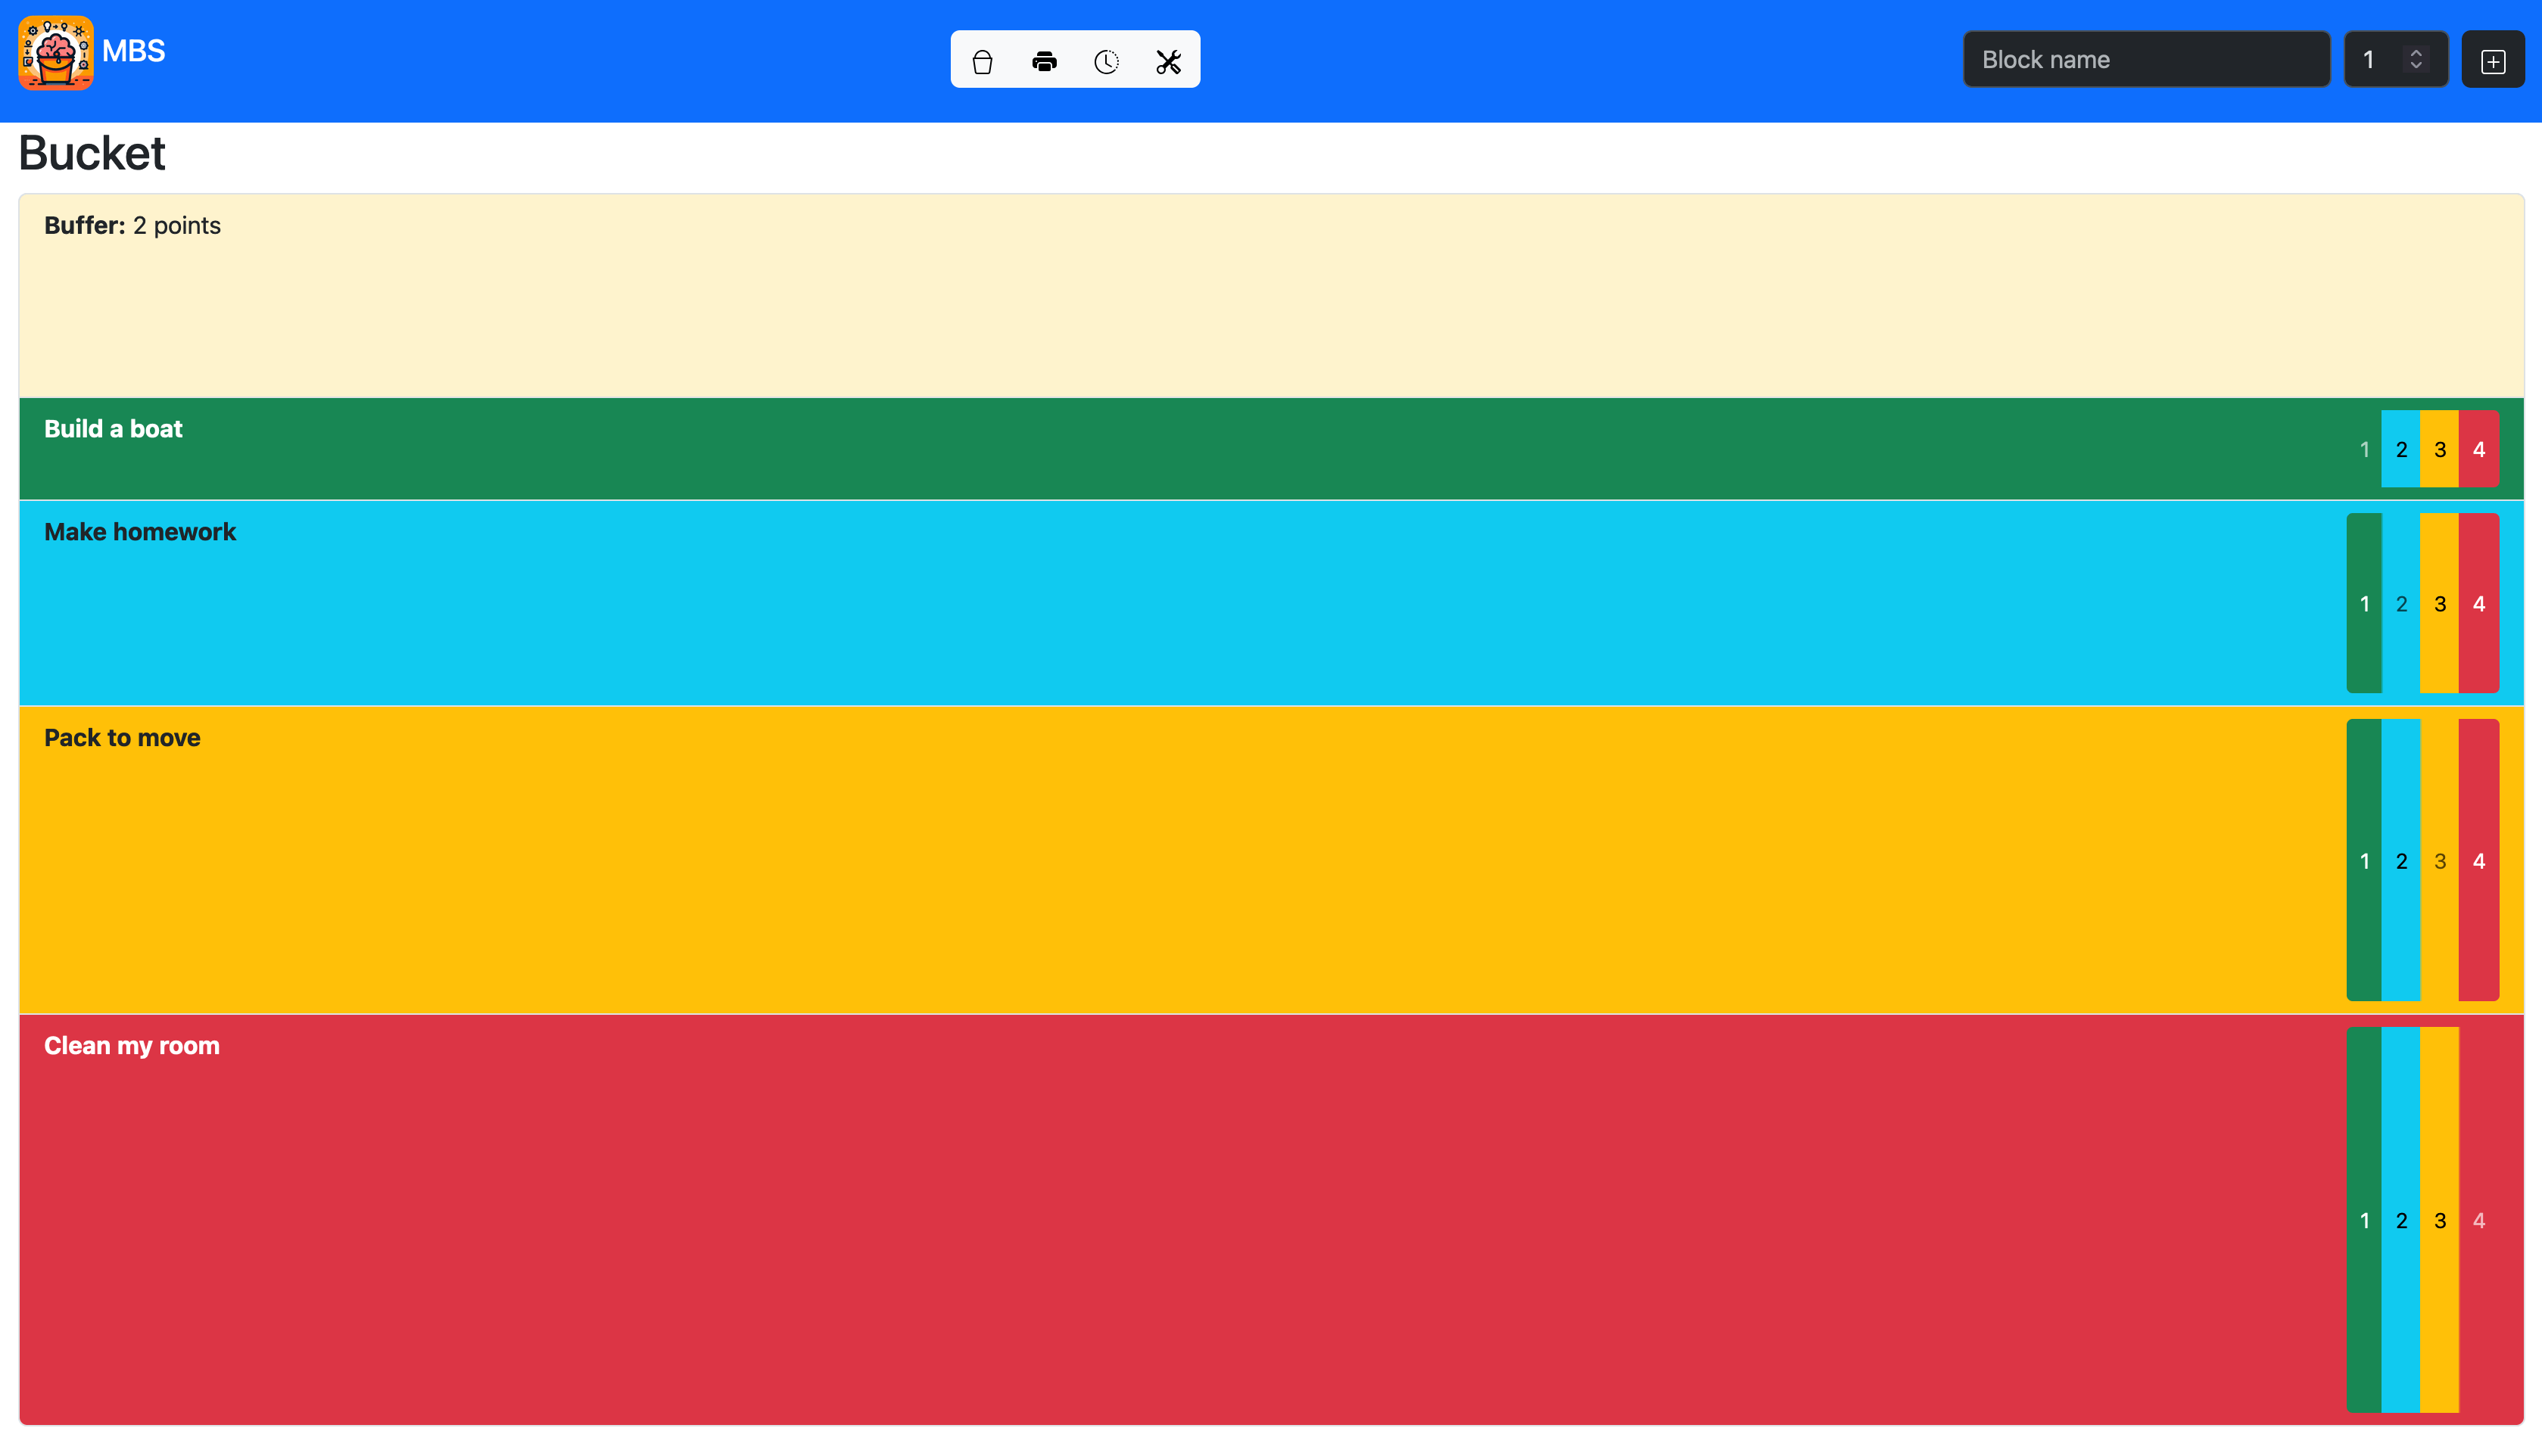 MBS
Block name
1
Bucket
Buffer: 2 points
Build a boat
1 2 3 4
Make homework
1 2 3 4
Pack to move
1 2 3 4
Clean my room
1 2 3 4